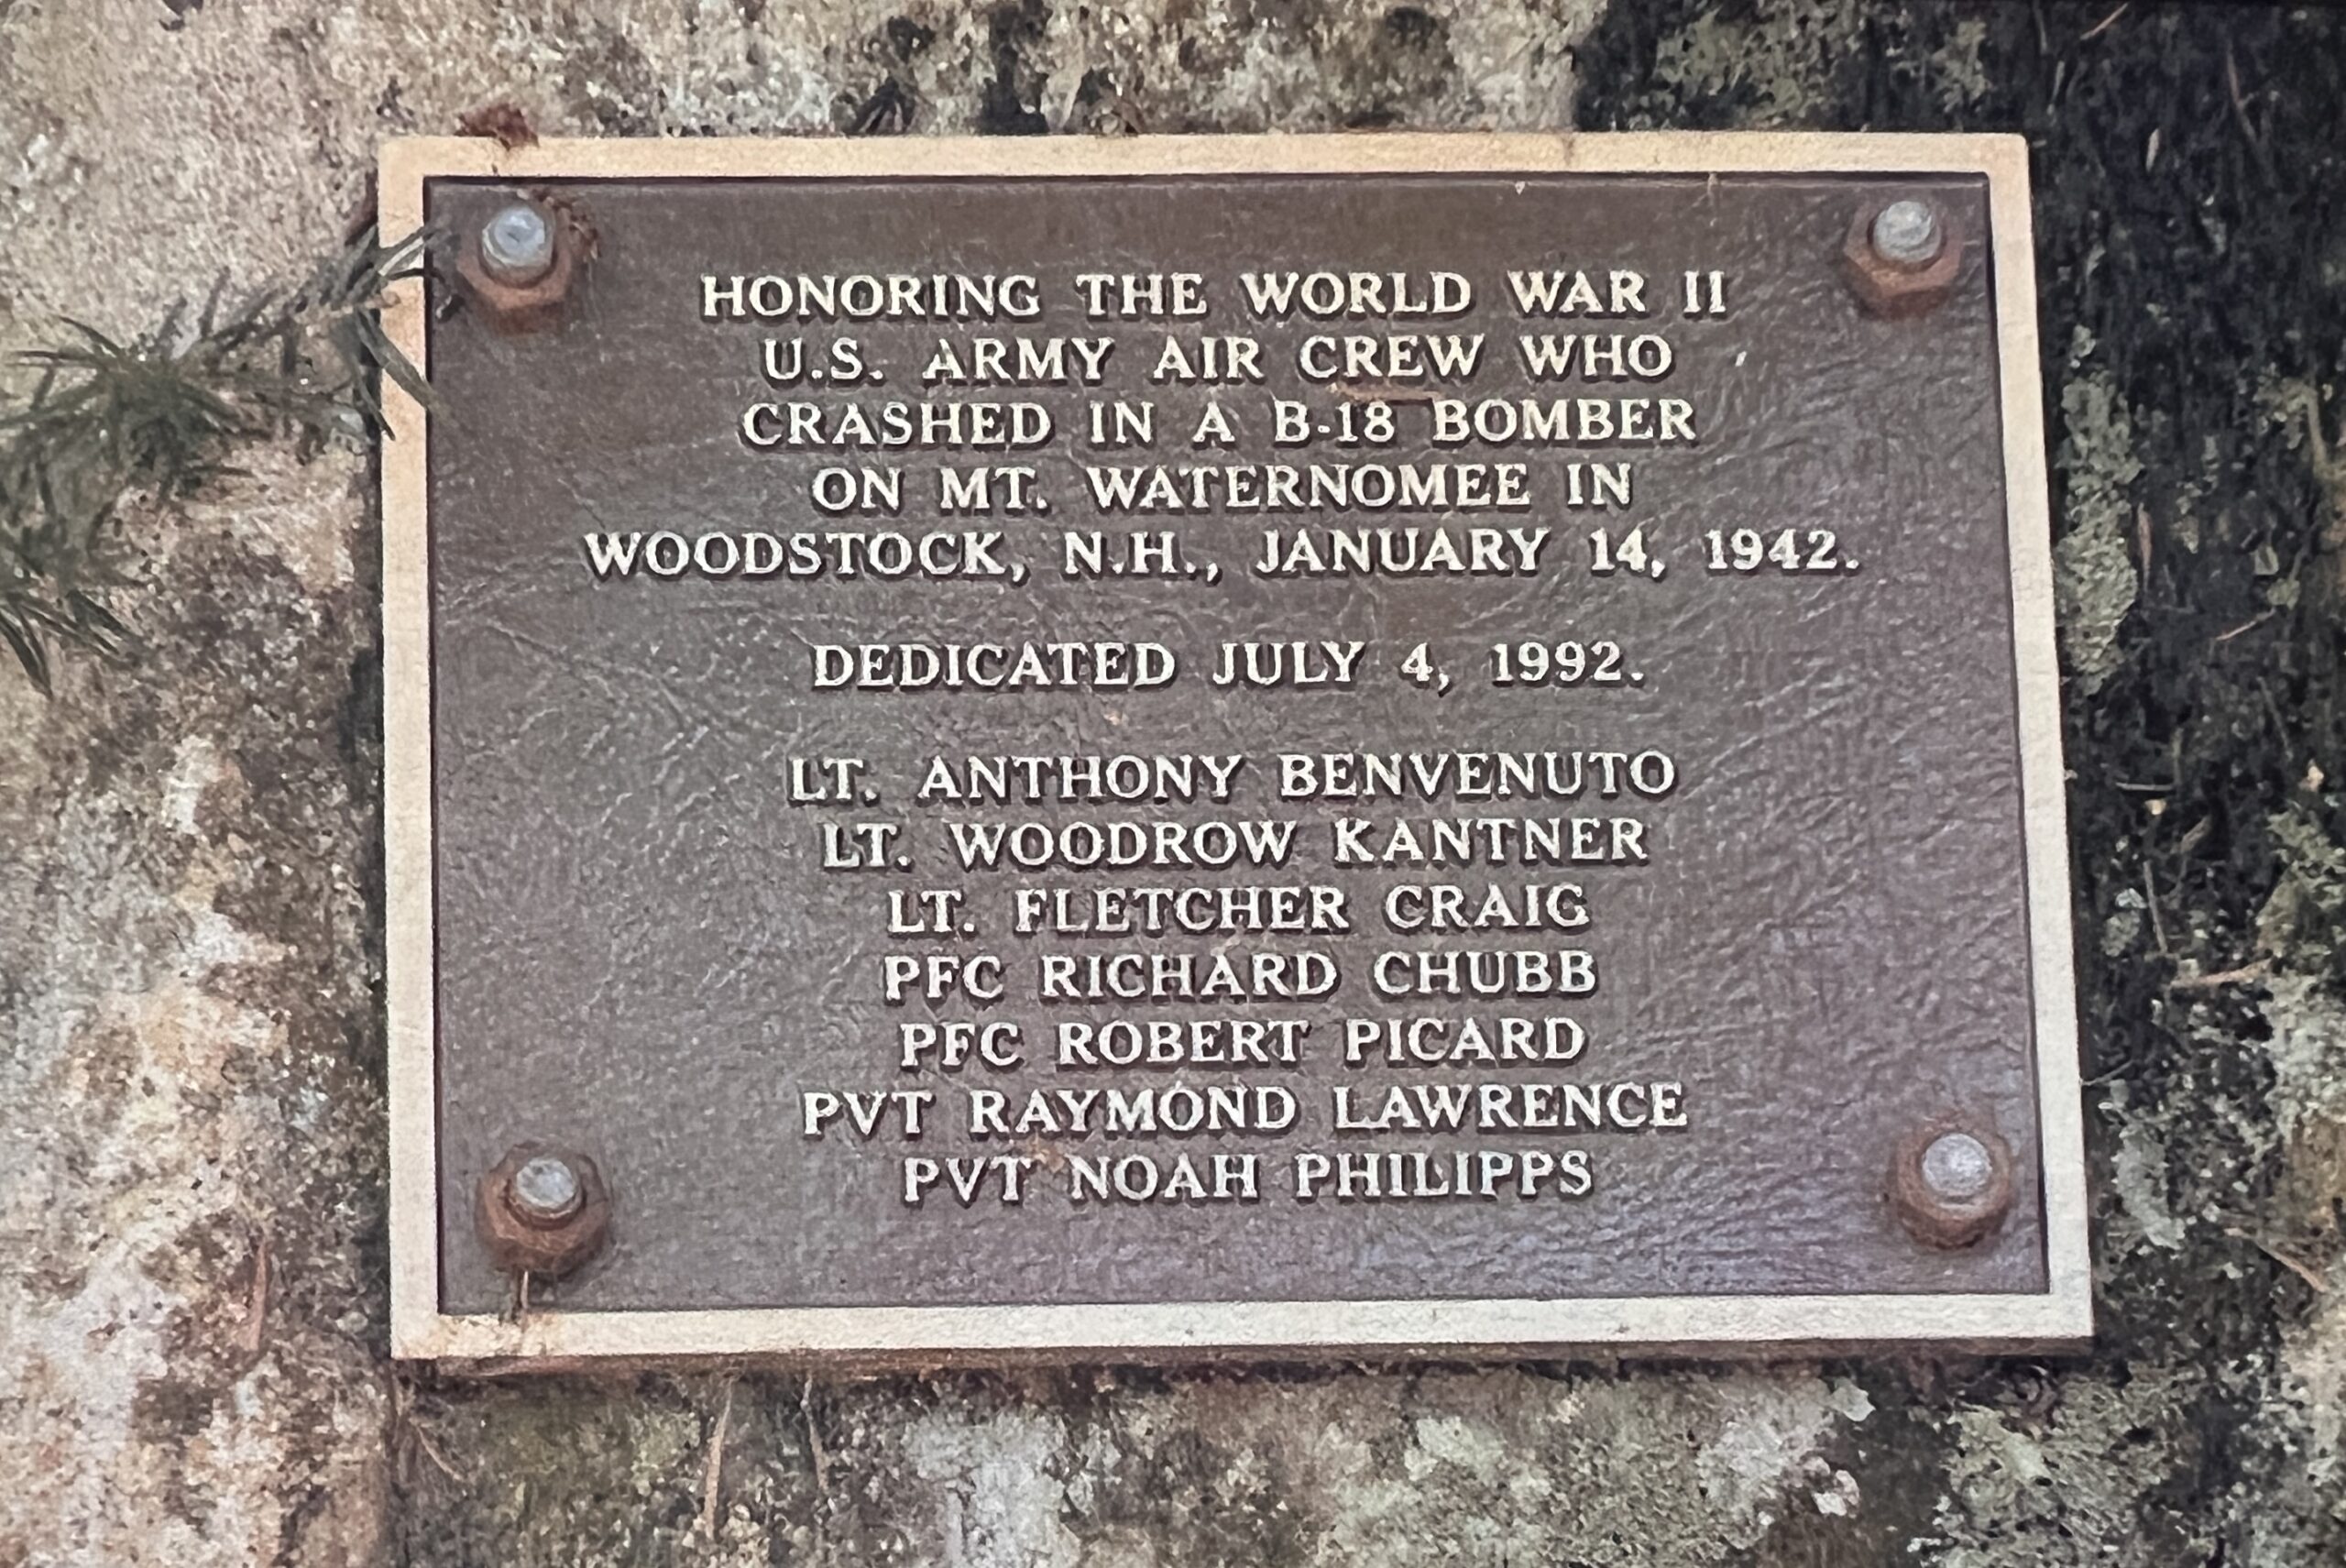 HONORING THE WORLD WAR II
U.S. ARMY AIR CREW WHO
CRASHED IN A B-18 BOMBER
ON MT. WATERNOMEE IN
WOODSTOCK, N.H., JANUARY 14, 1942.
DEDICATED JULY 4, 1992.
LT. ANTHONY BENVENUTO
LT. WOODROW KANTNER
LT. FLETCHER CRAIG
PFC RICHARD CHUBB
PFC ROBERT PICARD
PVT RAYMOND LAWRENCE
PVT NOAH PHILIPPS